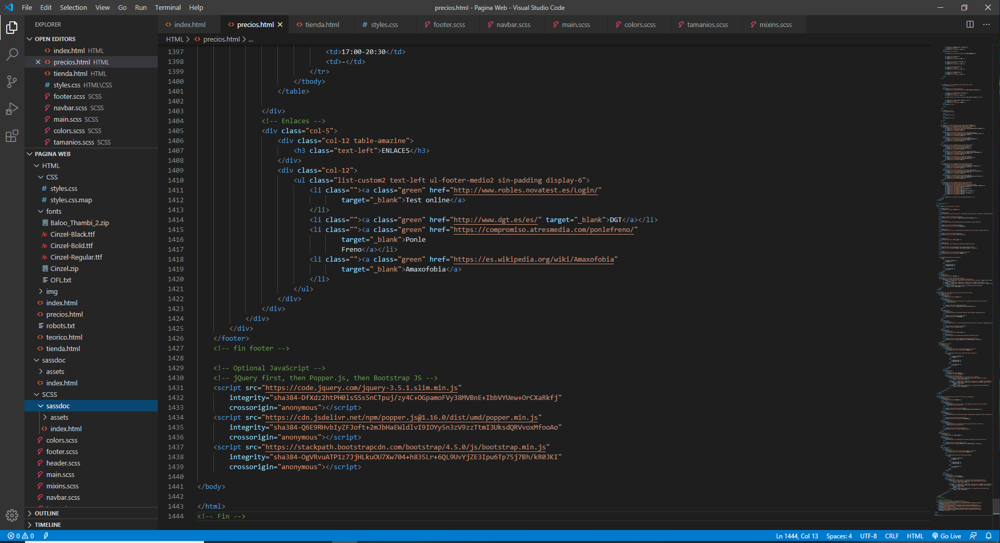 File Edit Selection View Go Run Terminal Help
precios.html - Pagina Web - Visual Studio Code
EXPLORER
OPEN EDITORS
index.html HTML
precios.html HTML
tienda.html HTML
styles.css HTML\CSS
footer.scss SCSS
navbar.scss SCSS
main.scss SCSS
colors.scss SCSS
tamanios.scss SCSS
PAGINA WEB
HTML
CSS
styles.css
styles.css.map
fonts
Baloo_Thambi_2.zip
Cinzel-Black.ttf
Cinzel-Bold.ttf
Cinzel-Regular.ttf
Cinzel.zip
OFL.txt
img
index.html
precios.html
robots.txt
teorico.html
tienda.html
sassdoc
assets
index.html
SCSS
sassdoc
assets
index.html
colors.scss
footer.scss
header.scss
main.scss
mixins.scss
navbar.scss
OUTLINE
TIMELINE
index.html precios.html tienda.html styles.css footer.scss navbar.scss main.scss colors.scss tamanios.scss mixins.scss
HTML > precios.html > ...
1397 <td>17:00-20:30</td>
1398 <td>-</td>
1399 </tr>
1400 </tbody>
1401 </table>
1402
1403 </div>
1404 <!-- Enlaces -->
1405 <div class="col-5">
1406 <div class="col-12 table-amazine">
1407 <h3 class="text-left">ENLACES</h3>
1408 </div>
1409 <div class="col-12">
1410 <ul class="list-custom2 text-left ul-footer-medio2 sin-padding display-6">
1411 <li class=""><a class="green" href="http://www.robles.novatest.es/Login/"
1412 target="_blank">Test online</a>
1413 </li>
1414 <li class=""><a class="green" href="http://www.dgt.es/es/" target="_blank">DGT</a></li>
1415 <li class=""><a class="green" href="https://compromiso.atresmedia.com/ponlefreno/"
1416 target="_blank">Ponle
1417 Freno</a></li>
1418 <li class=""><a class="green" href="https://es.wikipedia.org/wiki/Amaxofobia"
1419 target="_blank">Amaxofobia</a>
1420 </li>
1421 </ul>
1422 </div>
1423 </div>
1424 </div>
1425 </div>
1426 </footer>
1427 <!-- fin footer -->
1428
1429 <!-- Optional JavaScript -->
1430 <!-- jQuery first, then Popper.js, then Bootstrap JS -->
1431 <script src="https://code.jquery.com/jquery-3.5.1.slim.min.js"
1432 integrity="sha384-DfXdz2htPH0lsSSs5nCTpuj/zy4C+OGpamoFVy38MVBnE+IbbVYUew+OrCXaRkfj"
1433 crossorigin="anonymous"></script>
1434 <script src="https://cdn.jsdelivr.net/npm/popper.js@1.16.0/dist/umd/popper.min.js"
1435 integrity="sha384-Q6E9RHvbIyZFJoft+2mJbHaEWldlvI9IOYy5n3zV9zzTtmI3UksdQRVvoxMfooAo"
1436 crossorigin="anonymous"></script>
1437 <script src="https://stackpath.bootstrapcdn.com/bootstrap/4.5.0/js/bootstrap.min.js"
1438 integrity="sha384-OgVRvuATP1z7JjHLkuOU7Xw704+h835Lr+6QL9UvYjZE3Ipu6Tp75j7Bh/kR0JKI"
1439 crossorigin="anonymous"></script>
1440
1441 </body>
1442
1443 </html>
1444 <!-- Fin -->
0 0
Ln 1444, Col 13 Spaces: 4 UTF-8 CRLF HTML Go Live